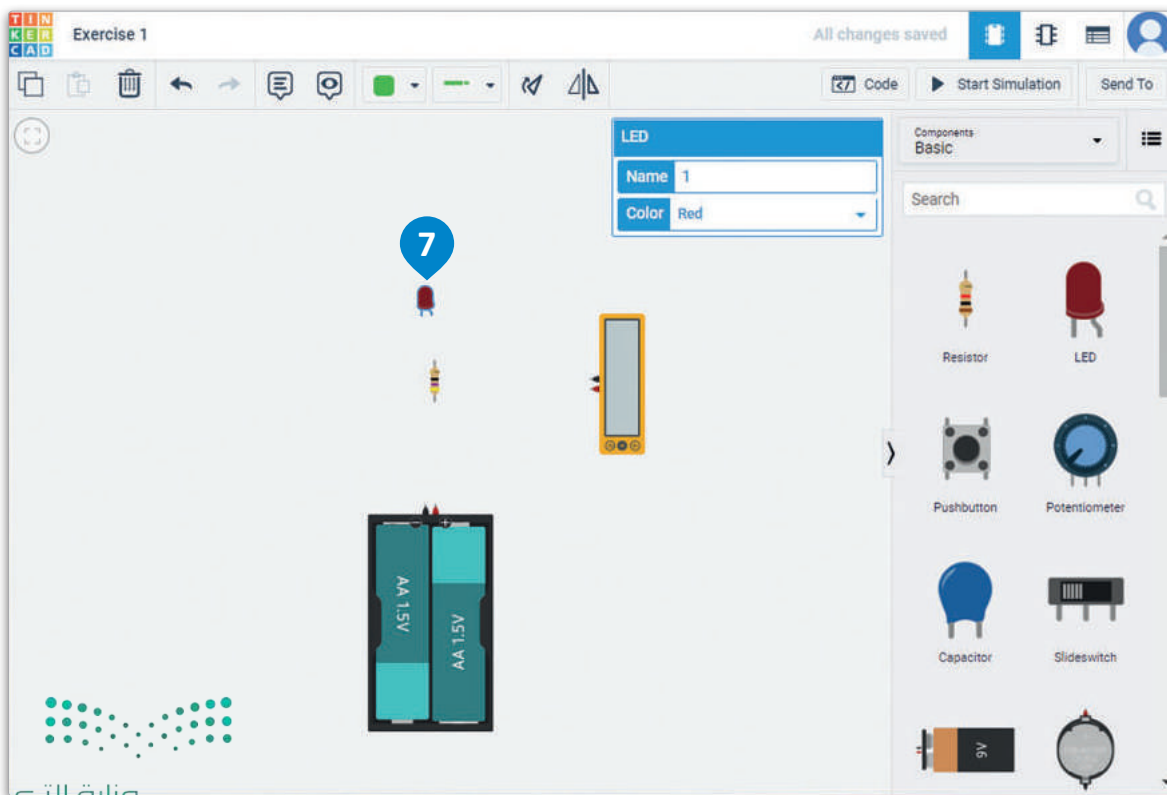 TIN
KER
CAD
Exercise 1
All changes saved
Code
Start Simulation
Send To
LED
Name 1
Color Red
Components
Basic
Search
7
Resistor
LED
Pushbutton
Potentiometer
AA 1.5V
AA 1.5V
Capacitor
Slideswitch
9V